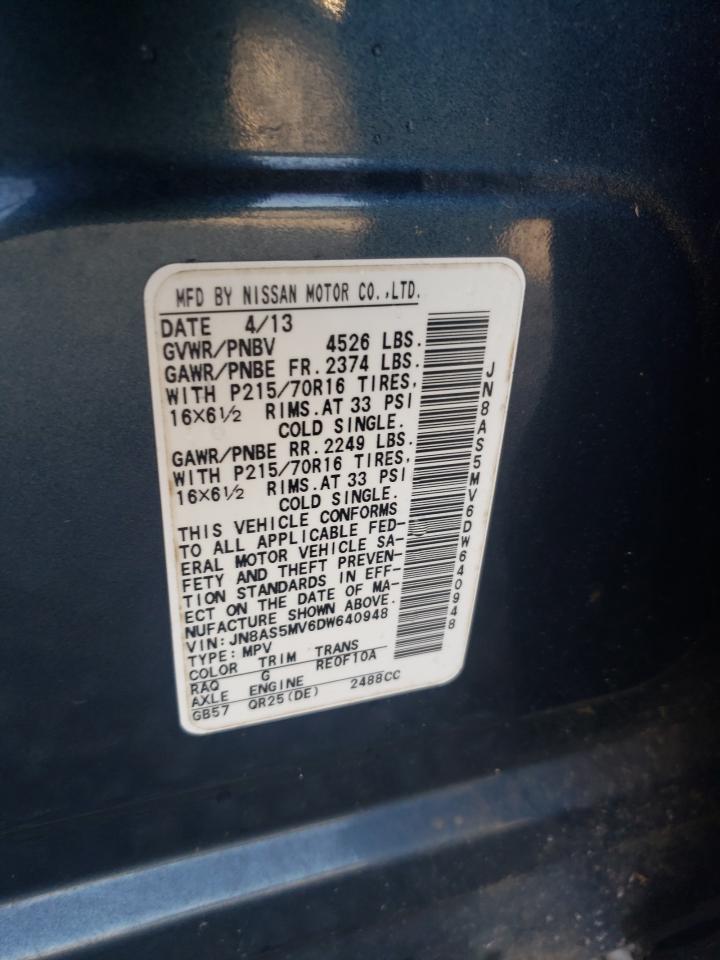 MFD BY NISSAN MOTOR CO.,LTD.
DATE 4/13
GVWR/PNBV 4526 LBS.
GAWR/PNBE FR. 2374 LBS.
WITH P215/70R16 TIRES,
16X6½ RIMS.AT 33 PSI
COLD SINGLE.
GAWR/PNBE RR. 2249 LBS.
WITH P215/70R16 TIRES,
16X6½ RIMS.AT 33 PSI
COLD SINGLE.
THIS VEHICLE CONFORMS
TO ALL APPLICABLE FED-
ERAL MOTOR VEHICLE SA-
FETY AND THEFT PREVEN-
TION STANDARDS IN EFF-
ECT ON THE DATE OF MA-
NUFACTURE SHOWN ABOVE.
VIN: JN8AS5MV6DW640948
TYPE: MPV
COLOR TRIM TRANS
RAQ G RE0F10A
AXLE ENGINE
GB57 QR25(DE) 2488CC
JN8AS5MV6DW640948